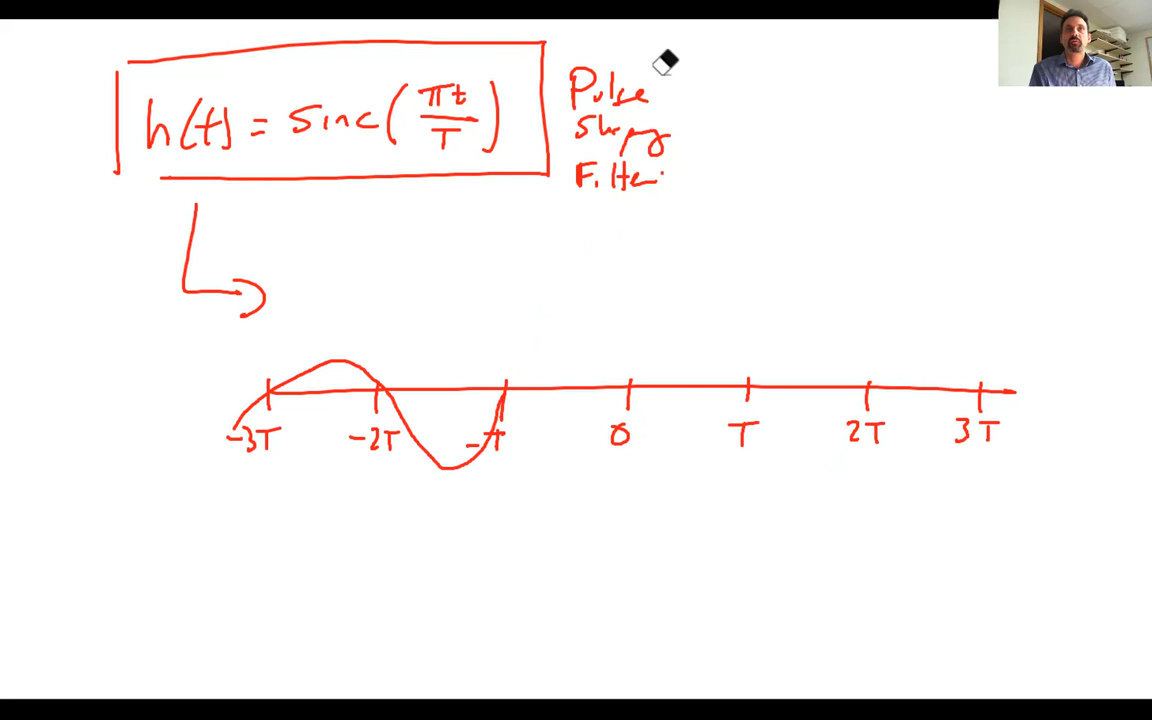 h(t) = sinc(πt/T)
Pulse
Shaping
Filter
-3T -2T -T 0 T 2T 3T